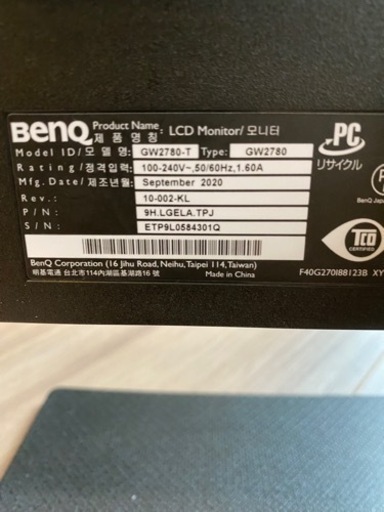 BenQ
Product Name: LCD Monitor/ 모니터
제 품 명 칭:
Model ID/모 델 명: GW2780-T Type: GW2780
Rating/정격입력: 100-240V~,50/60Hz,1.60A
Mfg.Date/제조년월: September 2020
Rev.: 10-002-KL
P/N: 9H.LGELA.TPJ
S/N: ETP9L0584301Q
BenQ Corporation (16 Jihu Road, Neihu, Taipei 114, Taiwan)
明基電通 台北市114內湖區基湖路16 號
PC
リサイクル
BenQ Japa
TCO
CERTIFIED
F40G270I88123B XY